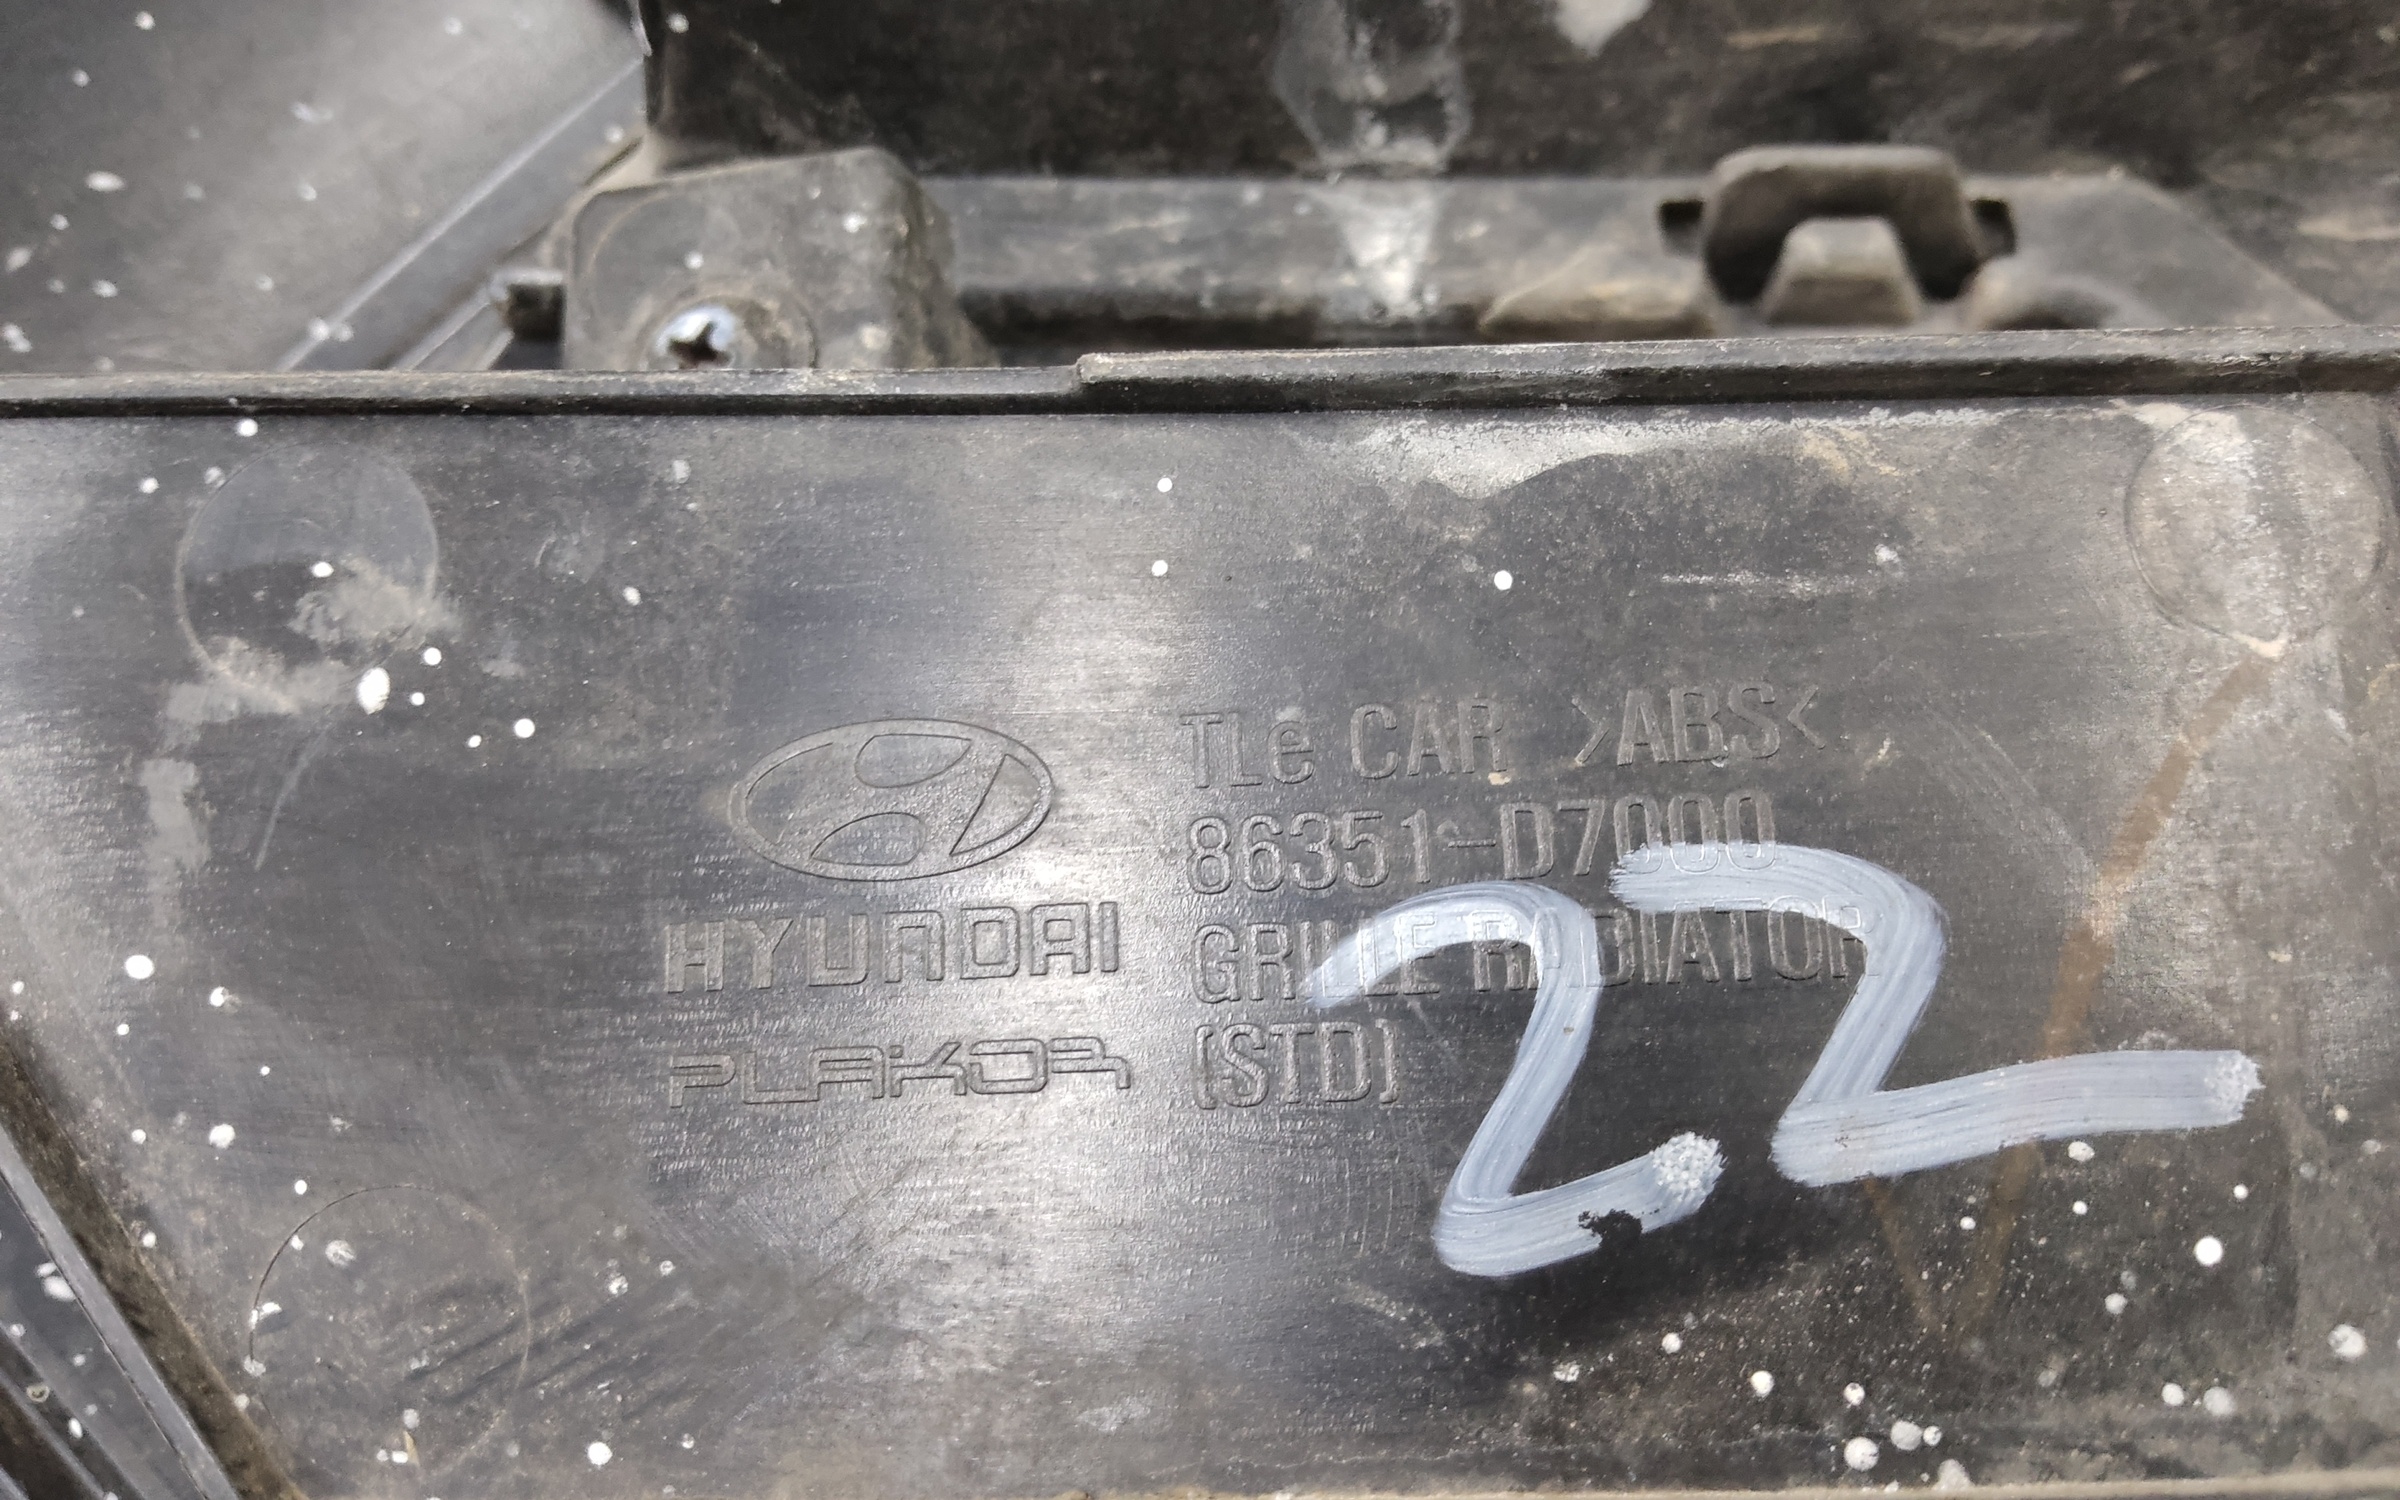 HYUNDAI
PLAKOR
TLe CAR >ABS<
86351-D7000
GRILLE RADIATOR
(STD)
22